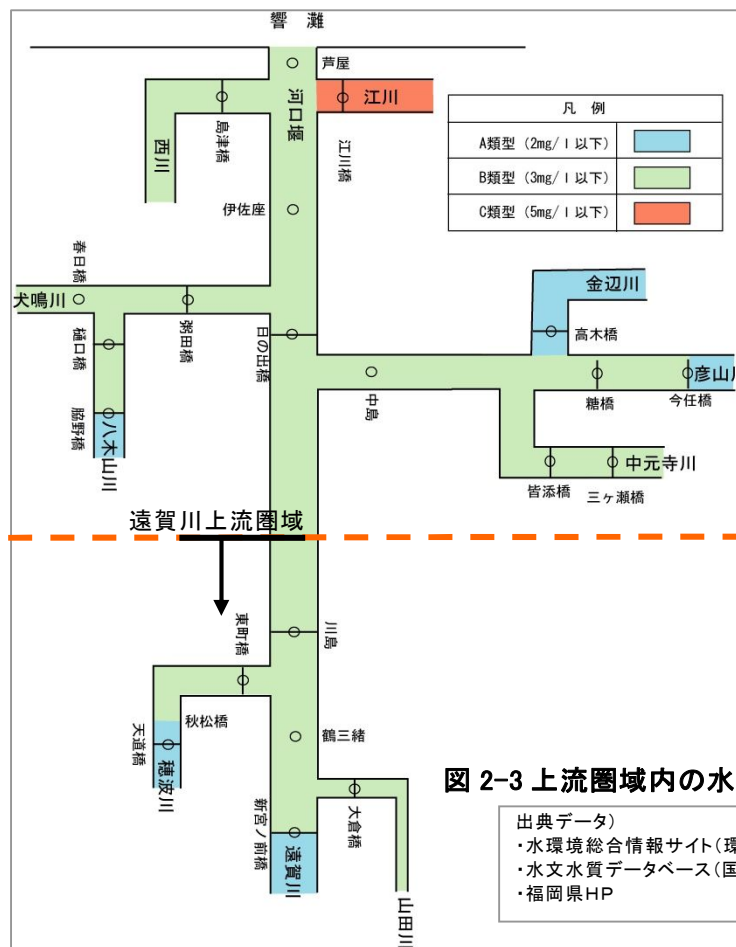 響 灘
芦屋
河口堰
江川
江川橋
島津橋
西川
凡 例
A類型 (2mg/l以下)
B類型 (3mg/l以下)
C類型 (5mg/l以下)
伊佐座
春日橋
犬鳴川
粥田橋
樋口橋
脇野橋
八木山川
日の出橋
金辺川
高木橋
中島
糖橋
彦山川
今任橋
皆添橋
三ヶ瀬橋
中元寺川
遠賀川上流圏域
東町橋
川島
秋松橋
天道橋
穂波川
鶴三緒
新宮ノ前橋
遠賀川
大倉橋
山田川
図 2-3 上流圏域内の水
出典データ)
・水環境総合情報サイト(環
・水文水質データベース(国
・福岡県HP